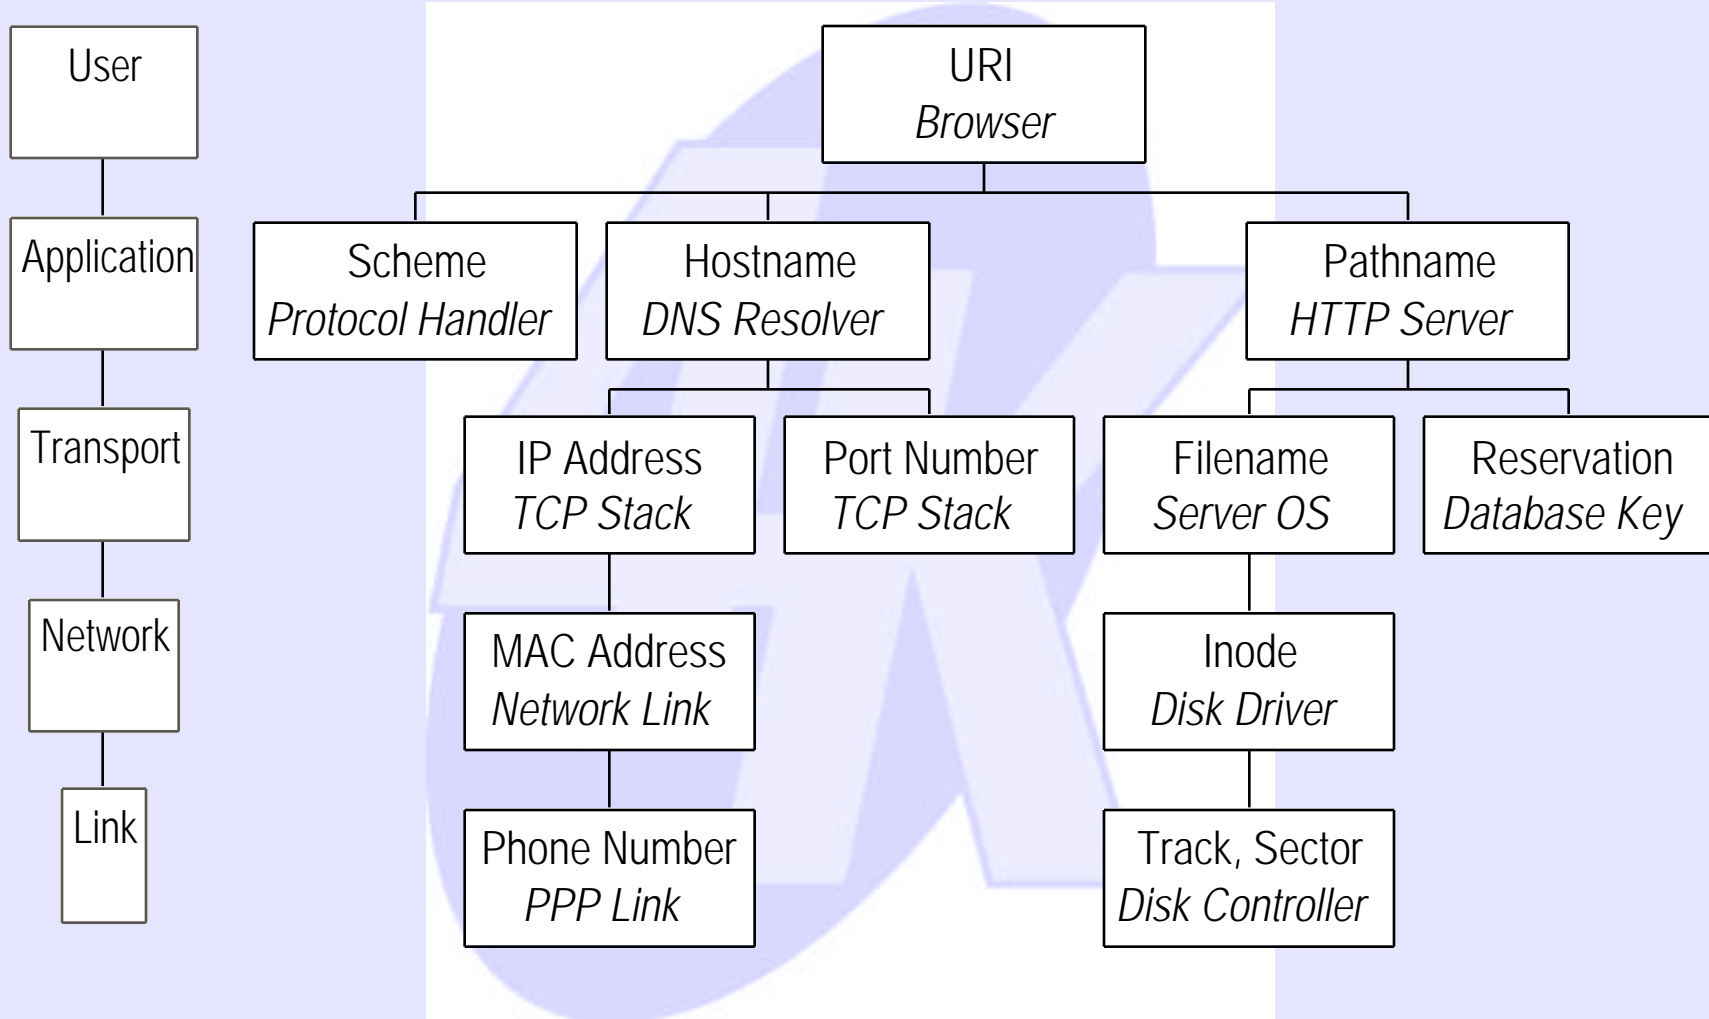 User
Application
Transport
Network
Link
URI
Browser
Scheme
Protocol Handler
Hostname
DNS Resolver
Pathname
HTTP Server
IP Address
TCP Stack
Port Number
TCP Stack
Filename
Server OS
Reservation
Database Key
MAC Address
Network Link
Inode
Disk Driver
Phone Number
PPP Link
Track, Sector
Disk Controller